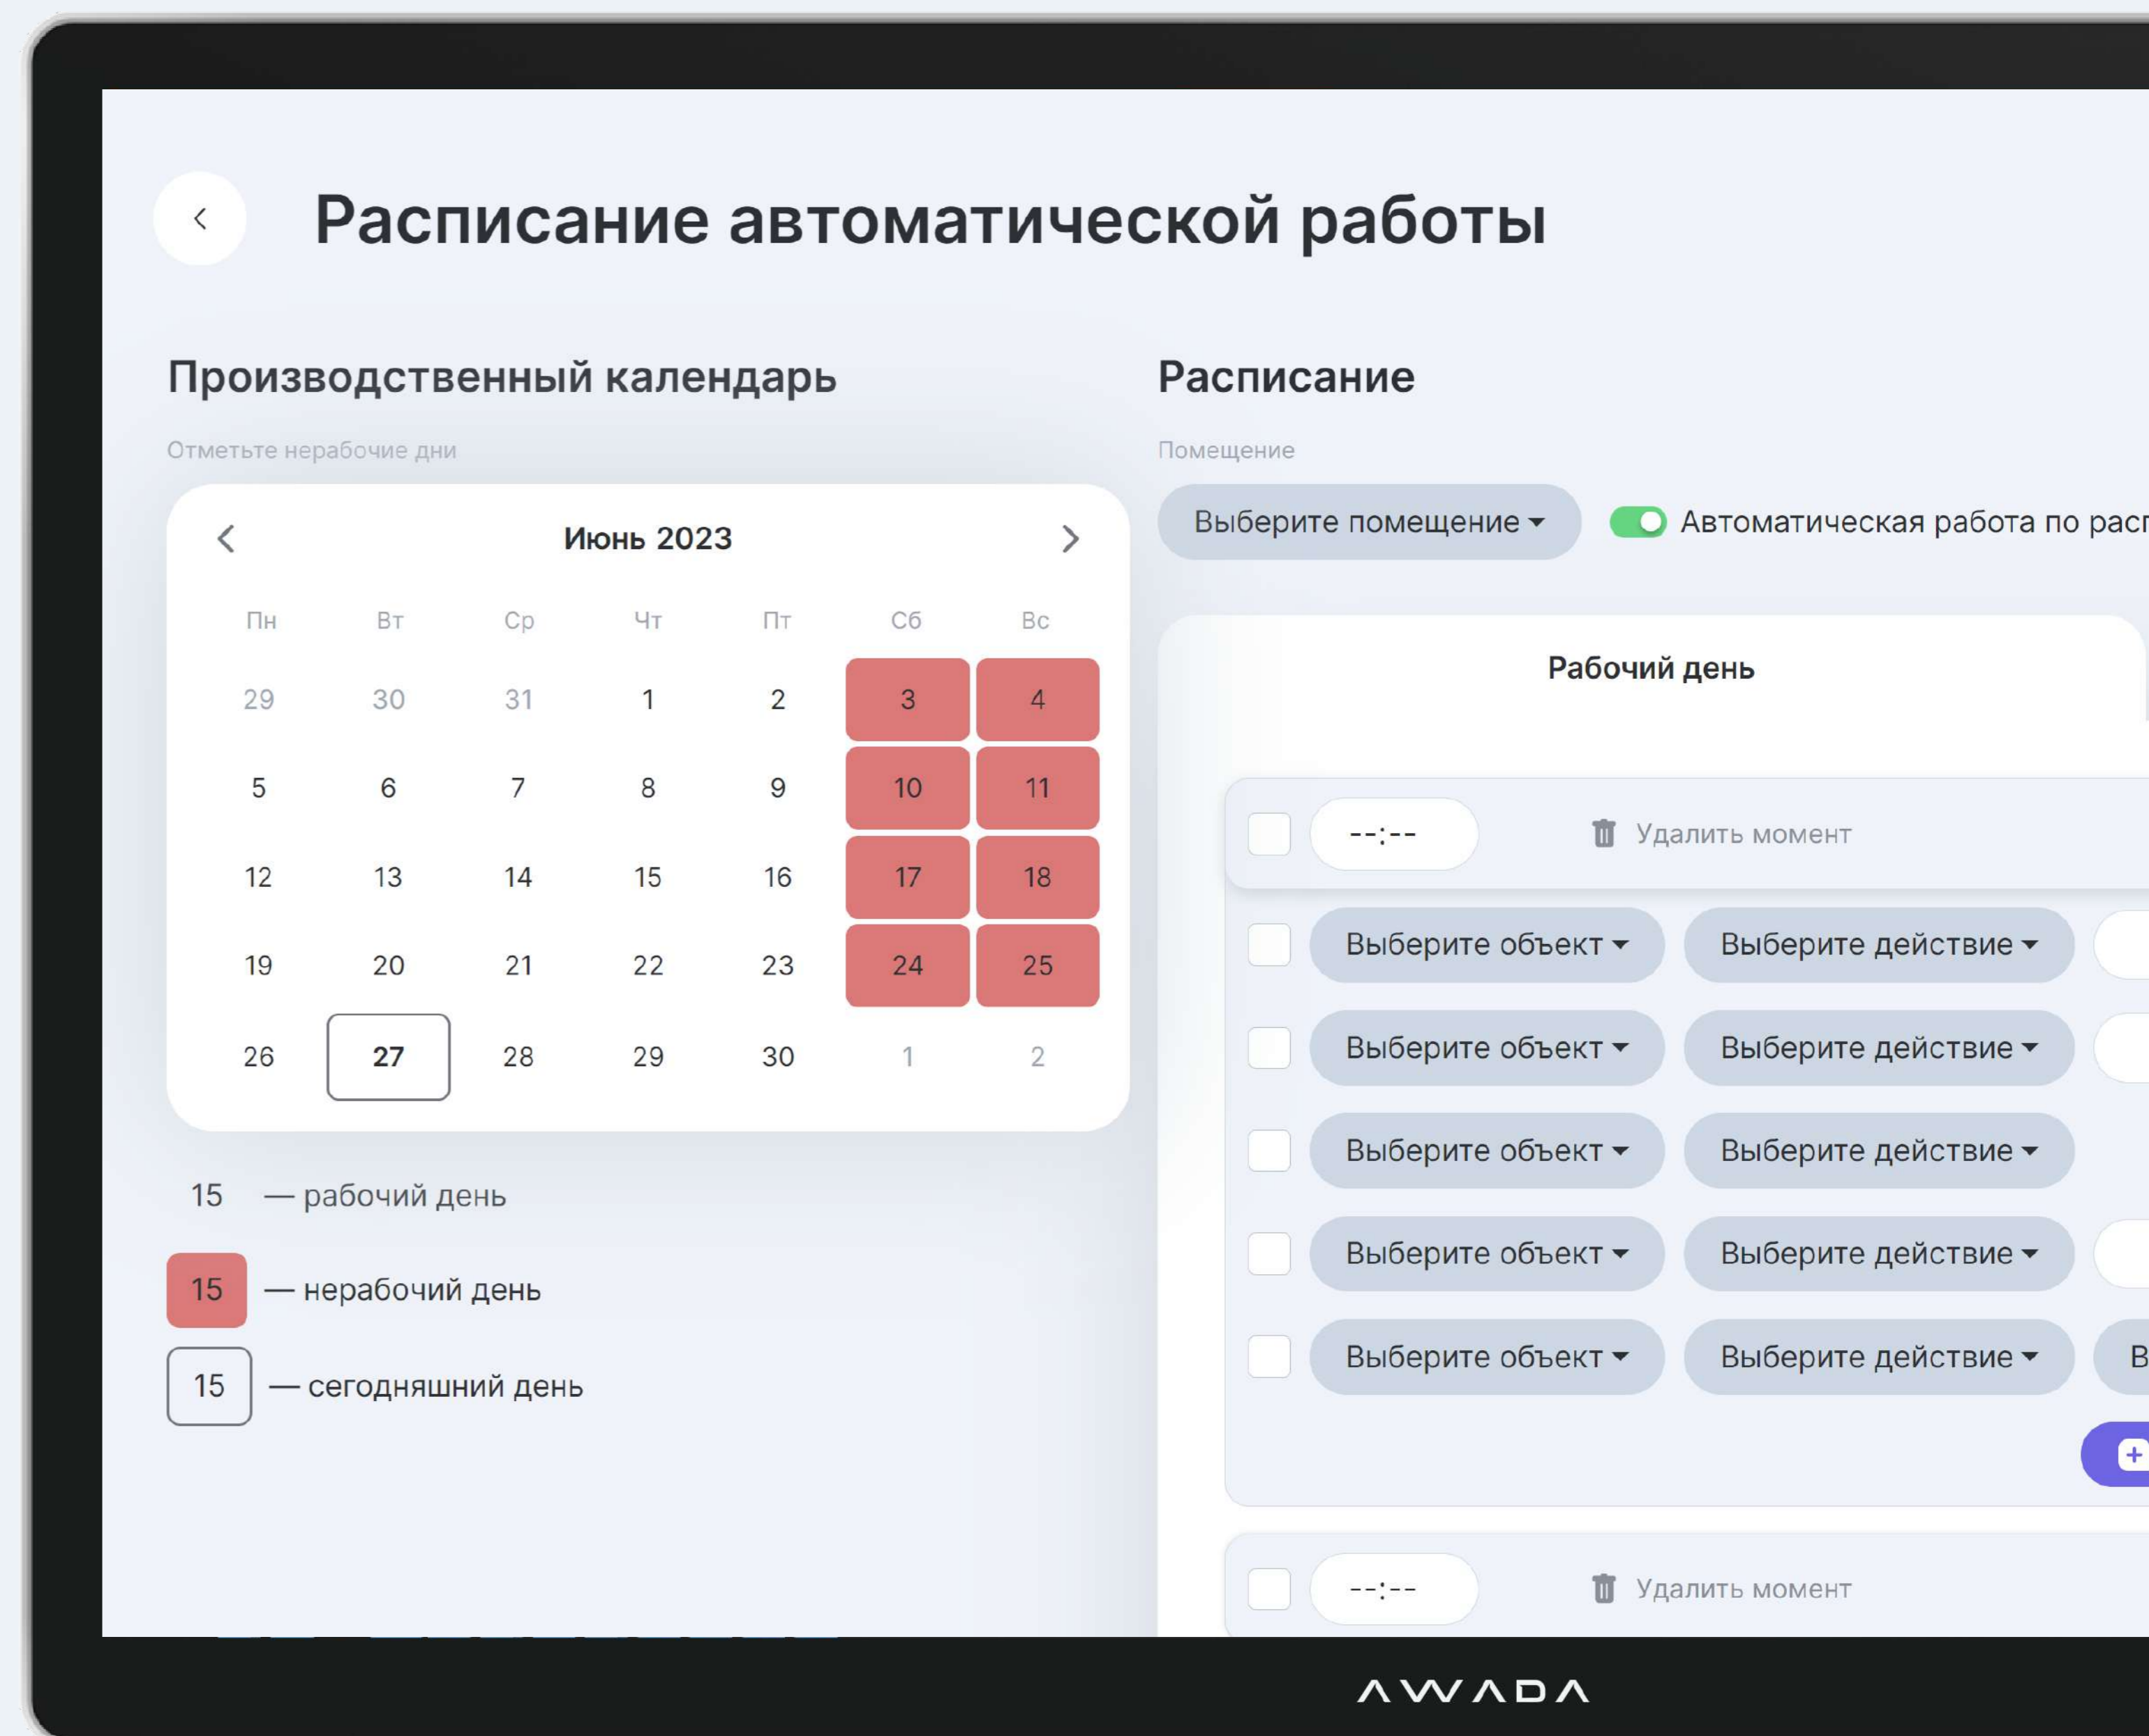 Расписание автоматической работы
Производственный календарь
Отметьте нерабочие дни
Июнь 2023
Пн Вт Ср Чт Пт Сб Вс
29 30 31 1 2 3 4
5 6 7 8 9 10 11
12 13 14 15 16 17 18
19 20 21 22 23 24 25
26 27 28 29 30 1 2
15 — рабочий день
15 — нерабочий день
15 — сегодняшний день
Расписание
Помещение
Выберите помещение Автоматическая работа по
Рабочий день
--:-- Удалить момент
Выберите объект Выберите действие
Выберите объект Выберите действие
Выберите объект Выберите действие
Выберите объект Выберите действие
Выберите объект Выберите действие
--:-- Удалить момент
AWADA